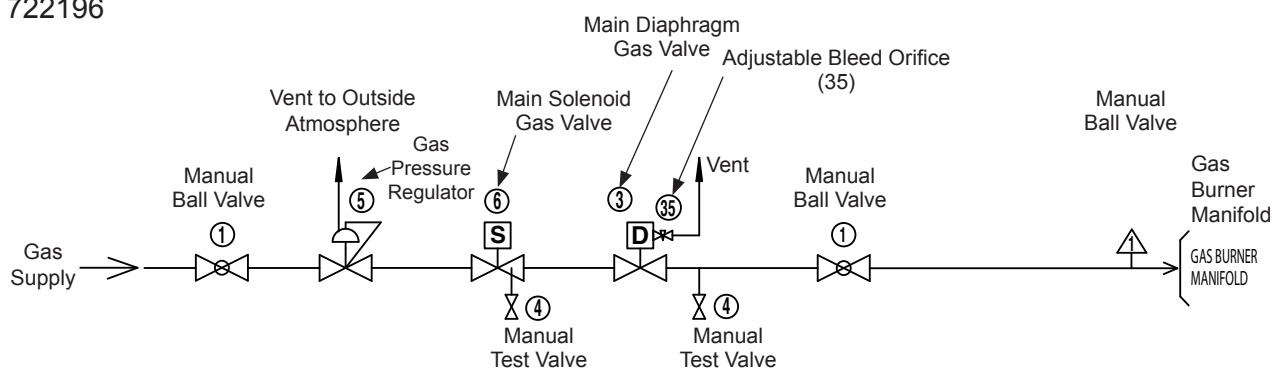 722196
Main Diaphragm
Gas Valve
Adjustable Bleed Orifice
(35)
Vent to Outside
Atmosphere
Main Solenoid
Gas Valve
Manual
Ball Valve
Gas
Pressure
Regulator
Manual
Ball Valve
Vent
Manual
Ball Valve
Gas
Burner
Manifold
1
5
6
3
35
1
1
S
D
Gas
Supply
GAS BURNER
MANIFOLD
4
4
Manual
Test Valve
Manual
Test Valve